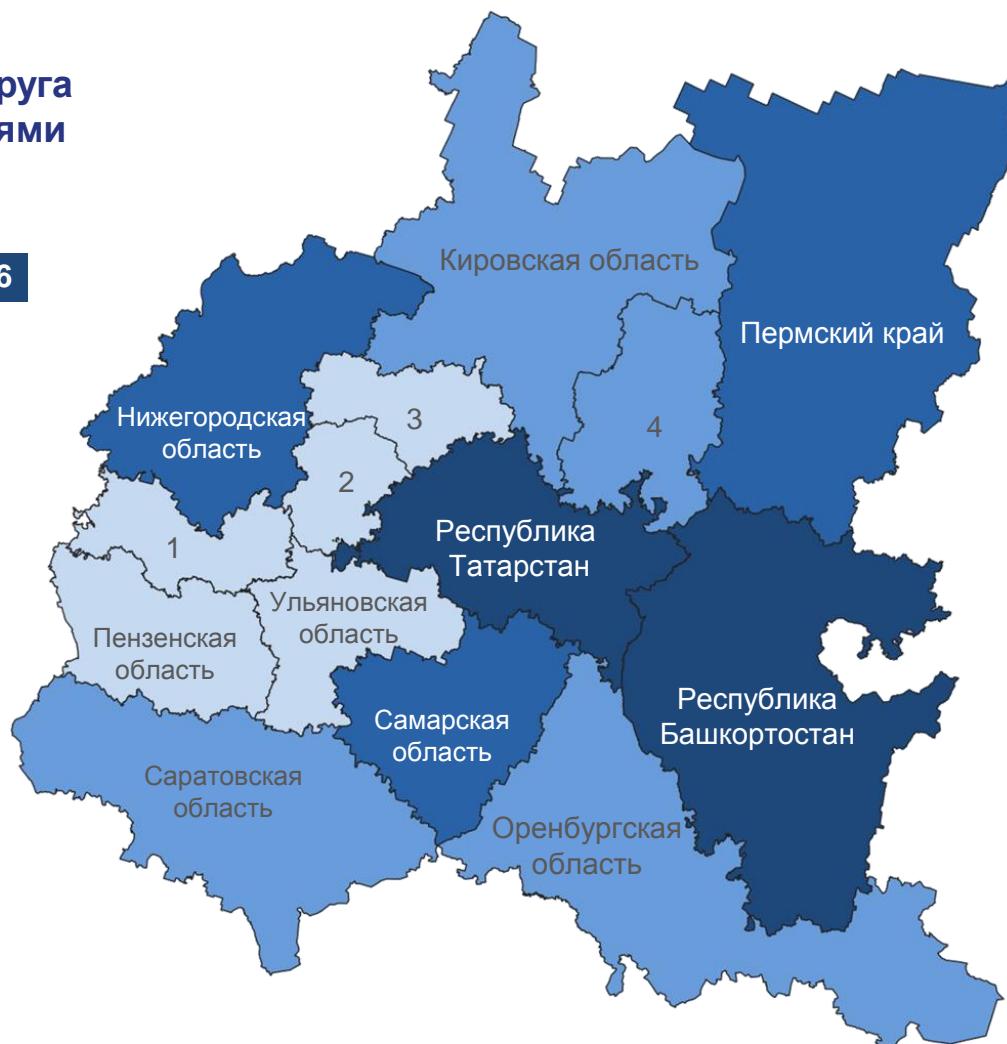 руга
ями
6
Кировская область
Пермский край
Нижегородская
область
3
4
2
1
Республика
Татарстан
Ульяновская
область
Пензенская
область
Республика
Башкортостан
Самарская
область
Саратовская
область
Оренбургская
область